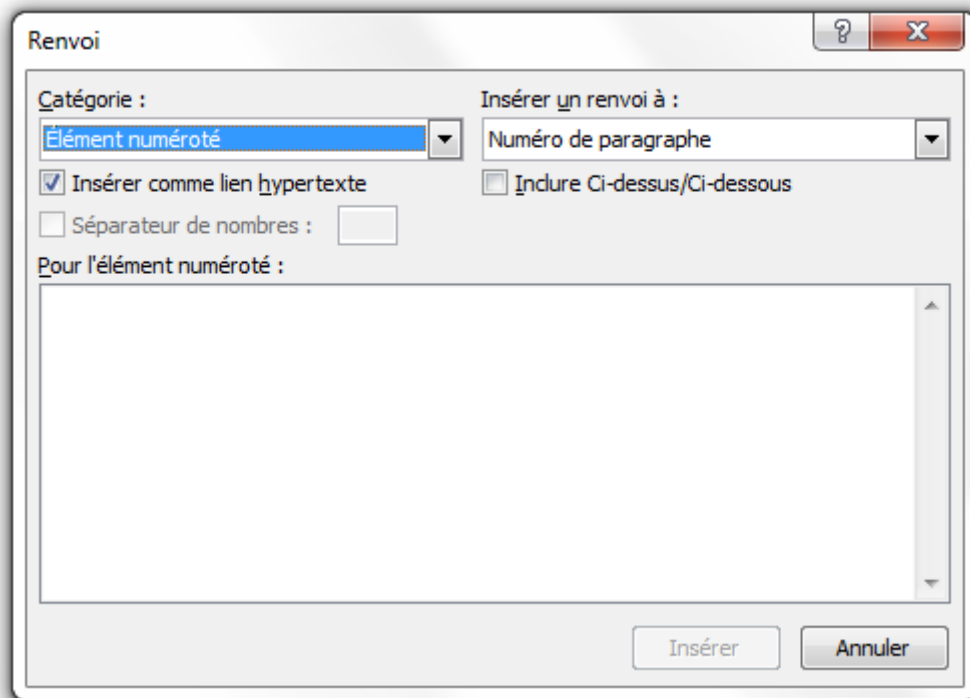 Renvoi
Catégorie :
Insérer un renvoi à :
Élément numéroté
Numéro de paragraphe
Insérer comme lien hypertexte
Inclure Ci-dessus/Ci-dessous
Séparateur de nombres :
Pour l'élément numéroté :
Insérer
Annuler